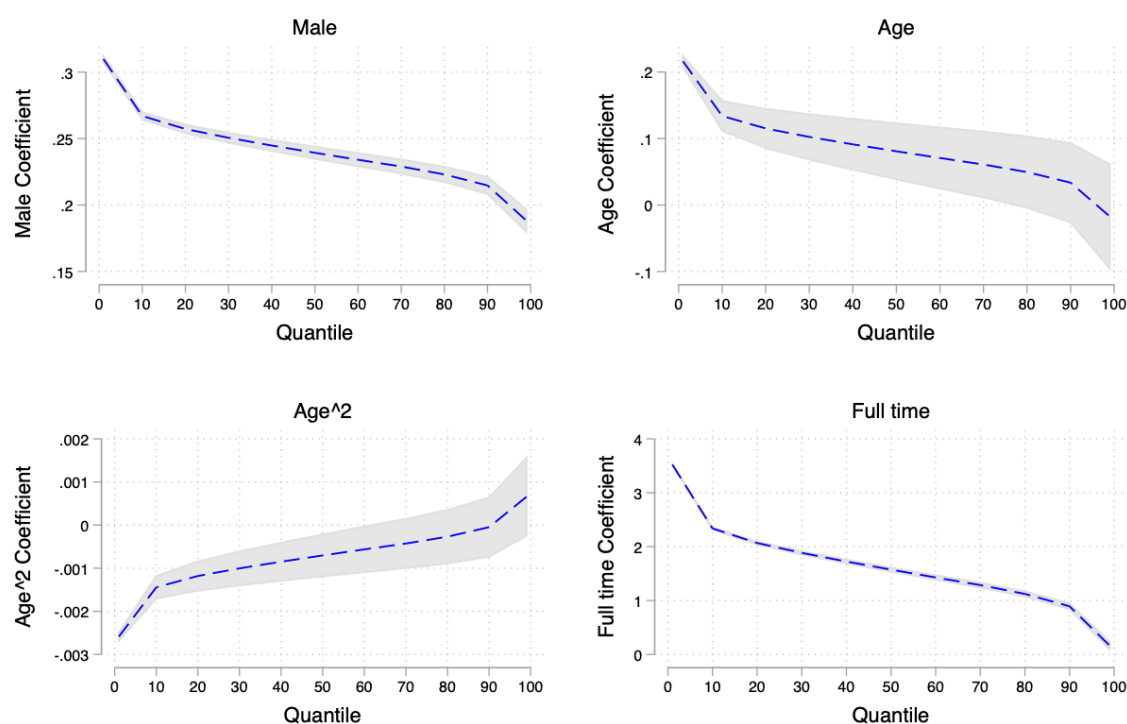 Male
Male Coefficient
.3
.25
.2
.15
0 10 20 30 40 50 60 70 80 90 100
Quantile
Age
Age Coefficient
.2
.1
0
-.1
0 10 20 30 40 50 60 70 80 90 100
Quantile
Age^2
Age^2 Coefficient
.002
.001
0
-.001
-.002
-.003
0 10 20 30 40 50 60 70 80 90 100
Quantile
Full time
Full time Coefficient
4
3
2
1
0
0 10 20 30 40 50 60 70 80 90 100
Quantile